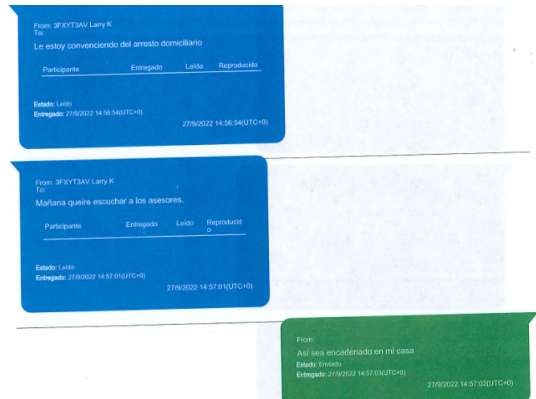 From: 3FXYT3AV Larry K
To:
Le estoy convenciendo del arresto domiciliario
Participante Entregado Leído Reproducido
Estado: Leído
Entregado: 27/9/2022 14:56:54(UTC+0)
27/9/2022 14:56:54(UTC+0)
From: 3FXYT3AV Larry K
To:
Mañana queire escuchar a los asesores.
Participante Entregado Leído Reproducid
o
Estado: Leído
Entregado: 27/9/2022 14:57:01(UTC+0)
27/9/2022 14:57:01(UTC+0)
From:
Así sea encadenado en mi casa
Estado: Enviado
Entregado: 27/9/2022 14:57:03(UTC+0)
27/9/2022 14:57:02(UTC+0)